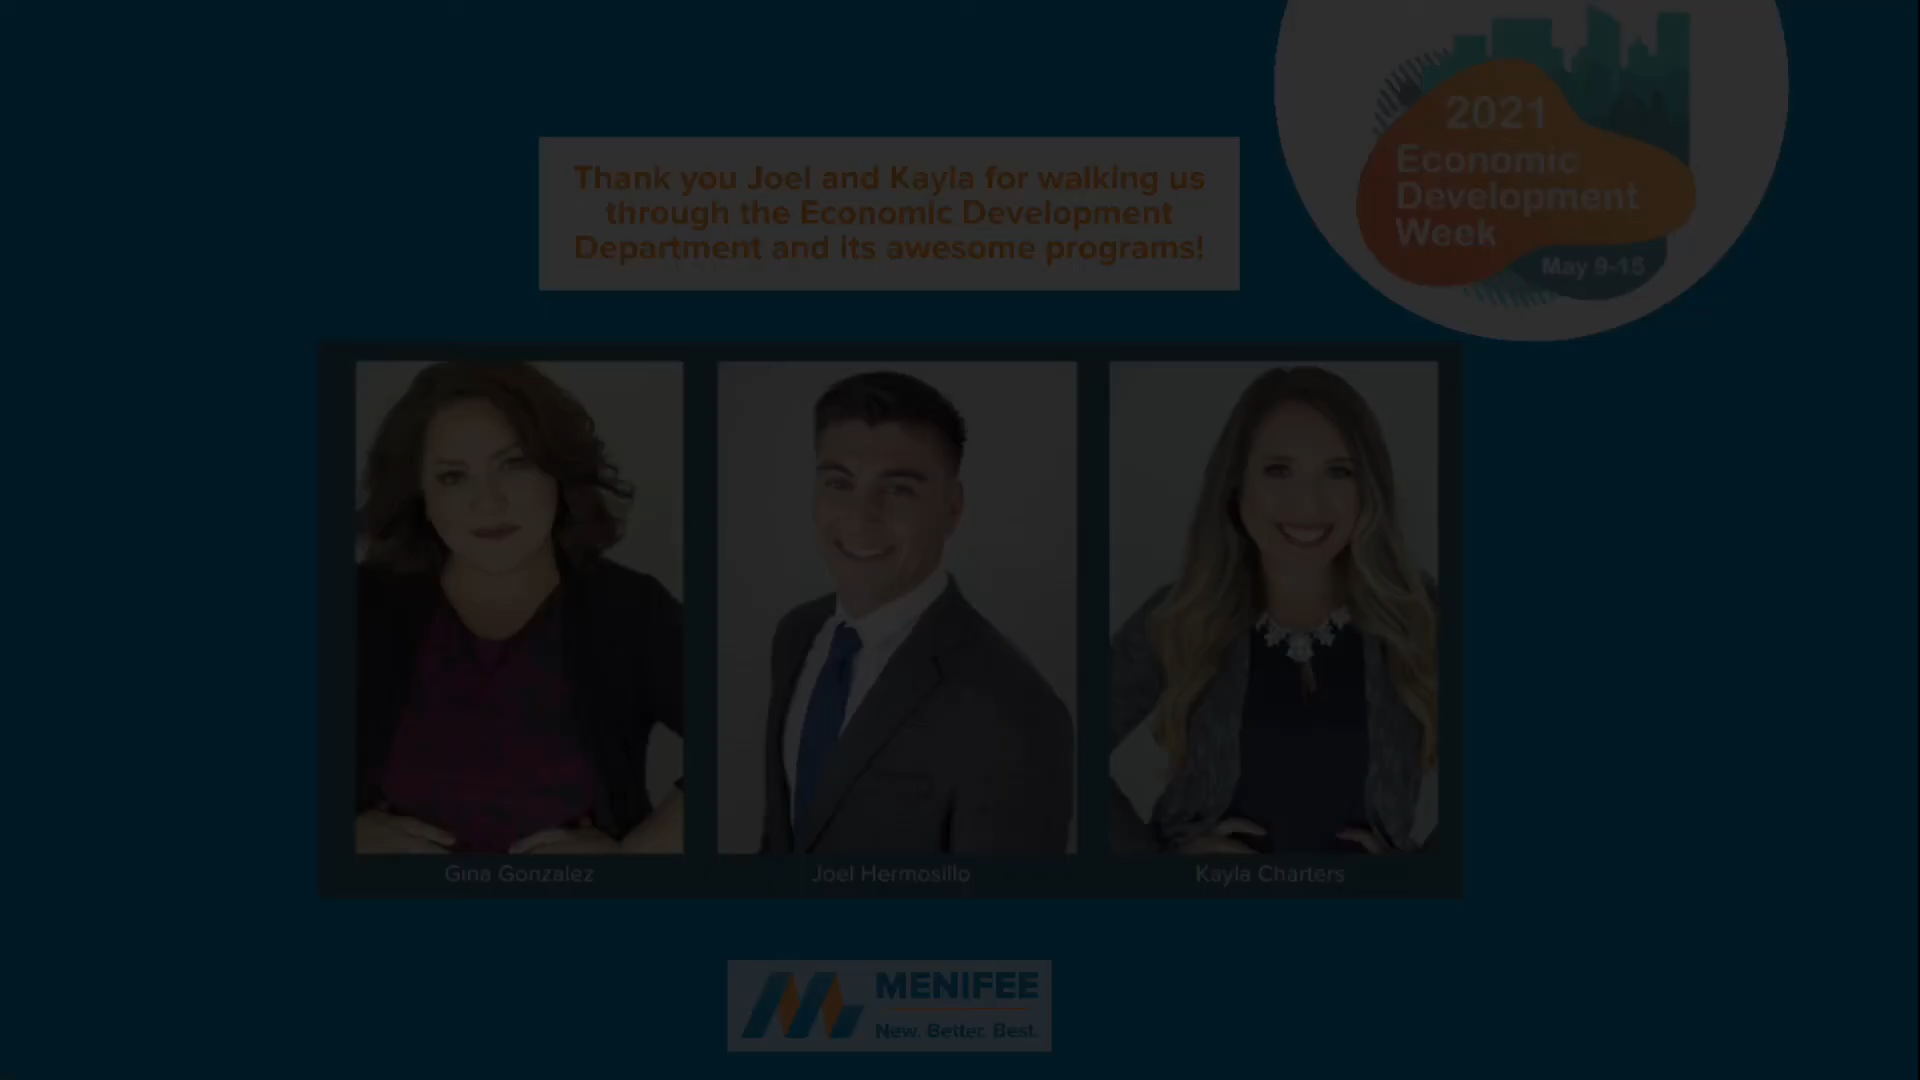 2021
Economic
Development
Week
May 9-15
Thank you Joel and Kayla for walking us
through the Economic Development
Department and its awesome programs!
Gina Gonzalez
Joel Hermosillo
Kayla Charters
MENIFEE
New. Better. Best.